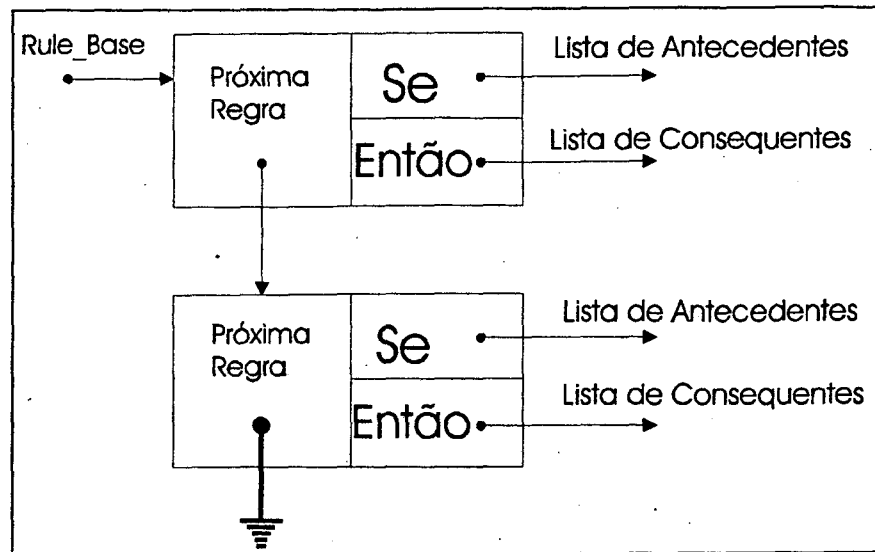 Rule_Base
Próxima
Regra
Se
Lista de Antecedentes
Então
Lista de Consequentes
Próxima
Regra
Se
Lista de Antecedentes
Então
Lista de Consequentes